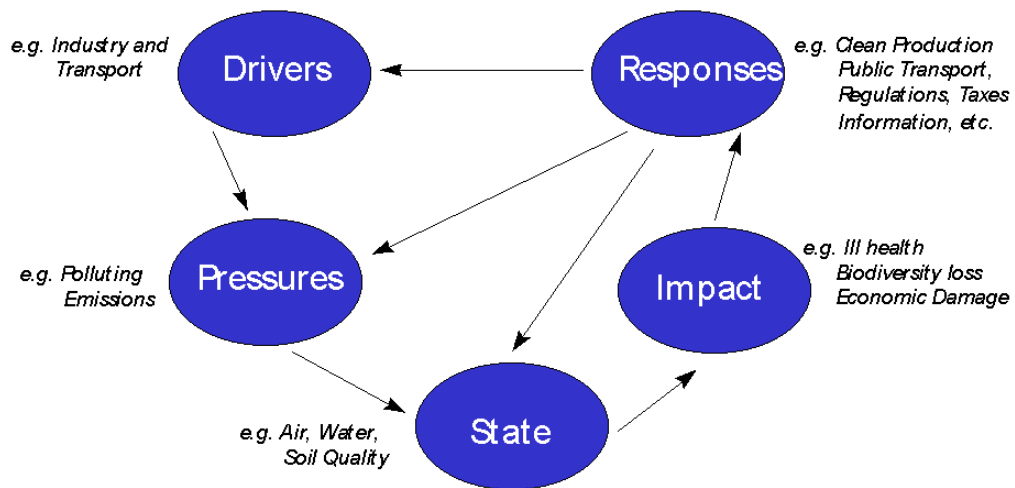 e.g. Industry and
Transport
Drivers
Responses
e.g. Clean Production
Public Transport,
Regulations, Taxes
Information, etc.
e.g. Polluting
Emissions
Pressures
Impact
e.g. Ill health
Biodiversity loss
Economic Damage
e.g. Air, Water,
Soil Quality
State